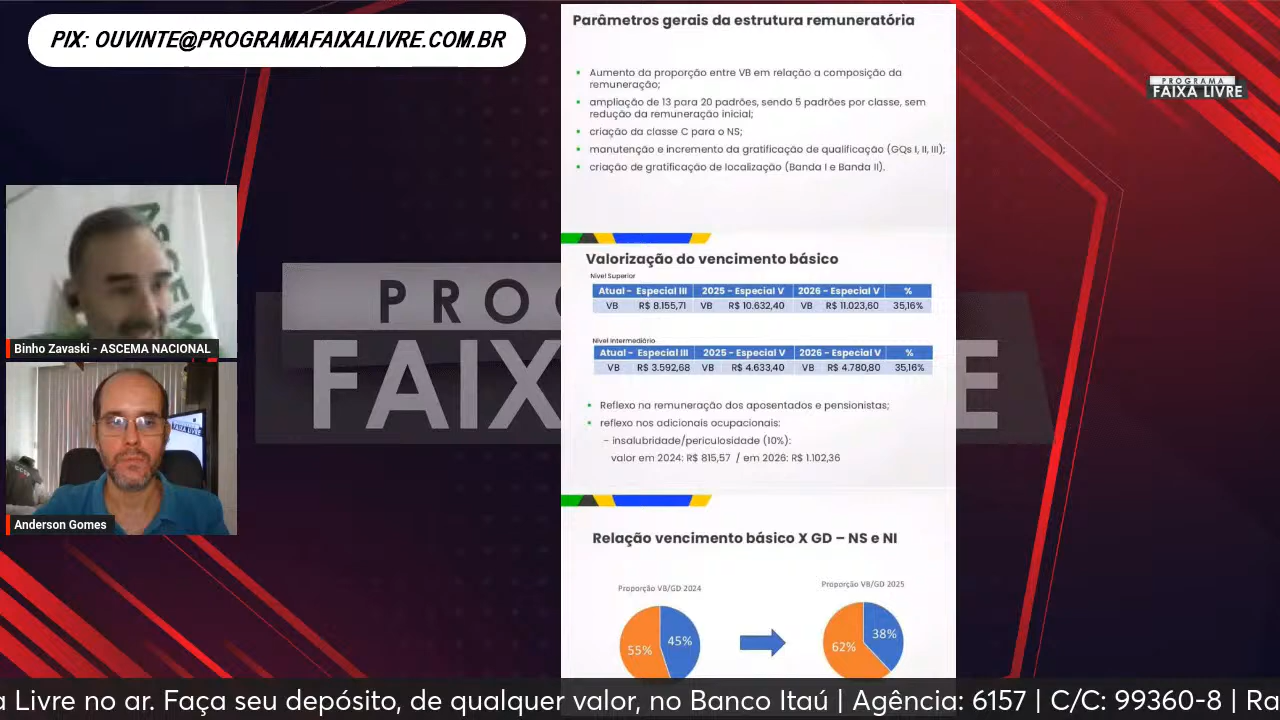 PIX: OUVINTE@PROGRAMAFAIXALIVRE.COM.BR
PROGRAMA
FAIXA LIVRE
Binho Zavaski - ASCEMA NACIONAL
Anderson Gomes
Parâmetros gerais da estrutura remuneratória
Aumento da proporção entre VB em relação a composição da
remuneração;
ampliação de 13 para 20 padrões, sendo 5 padrões por classe, sem
redução da remuneração inicial;
criação da classe C para o NS;
manutenção e incremento da gratificação de qualificação (GQs I, II, III);
criação de gratificação de localização (Banda I e Banda II).
Valorização do vencimento básico
Nível Superior
Atual - Especial III 2025 - Especial V 2026 - Especial V %
VB R$ 8.155,71 VB R$ 10.632,40 VB R$ 11.023,60 35,16%
Nível Intermediário
Atual - Especial III 2025 - Especial V 2026 - Especial V %
VB R$ 3.592,68 VB R$ 4.633,40 VB R$ 4.780,80 35,16%
Reflexo na remuneração dos aposentados e pensionistas;
reflexo nos adicionais ocupacionais:
- insalubridade/periculosidade (10%):
valor em 2024: R$ 815,57 / em 2026: R$ 1.102,36
Relação vencimento básico X GD – NS e NI
Proporção VB/GD 2024
Proporção VB/GD 2025
55% 45%
62% 38%
a Livre no ar. Faça seu depósito, de qualquer valor, no Banco Itaú | Agência: 6157 | C/C: 99360-8 | Ra